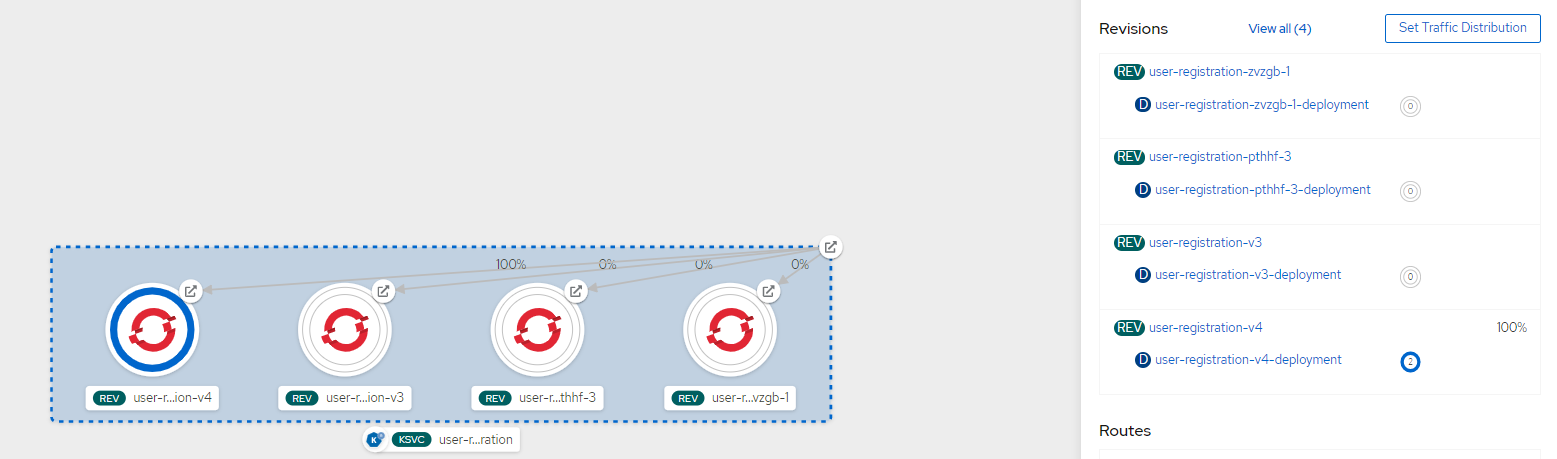 100% 0% 0% 0%
REV user-r...ion-v4
REV user-r...ion-v3
REV user-r...thhf-3
REV user-r...vzgb-1
K KSVC user-r...ration
Revisions View all (4) Set Traffic Distribution
REV user-registration-zvzgb-1
D user-registration-zvzgb-1-deployment 0
REV user-registration-pthhf-3
D user-registration-pthhf-3-deployment 0
REV user-registration-v3
D user-registration-v3-deployment 0
REV user-registration-v4 100%
D user-registration-v4-deployment 2
Routes